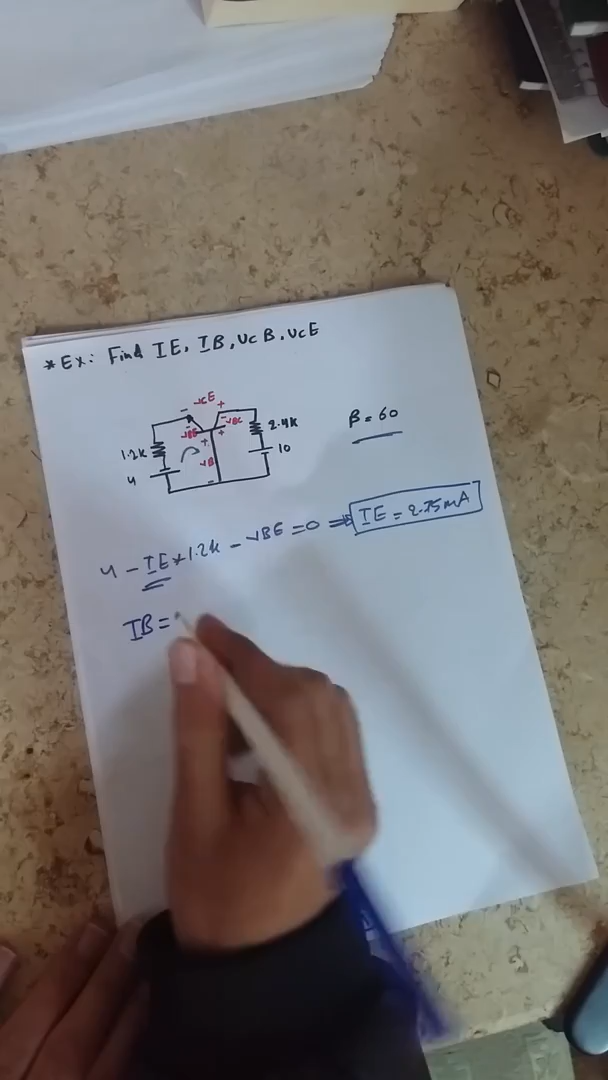 *Ex: Find IE, IB, VCB, VCE
VCE
- +
VBE
- VBC
+ +
1.2k
2.4k
β = 60
4
VB
10
-
4 - IE * 1.2k - VBE = 0 ⇒ IE = 2.75mA
IB =